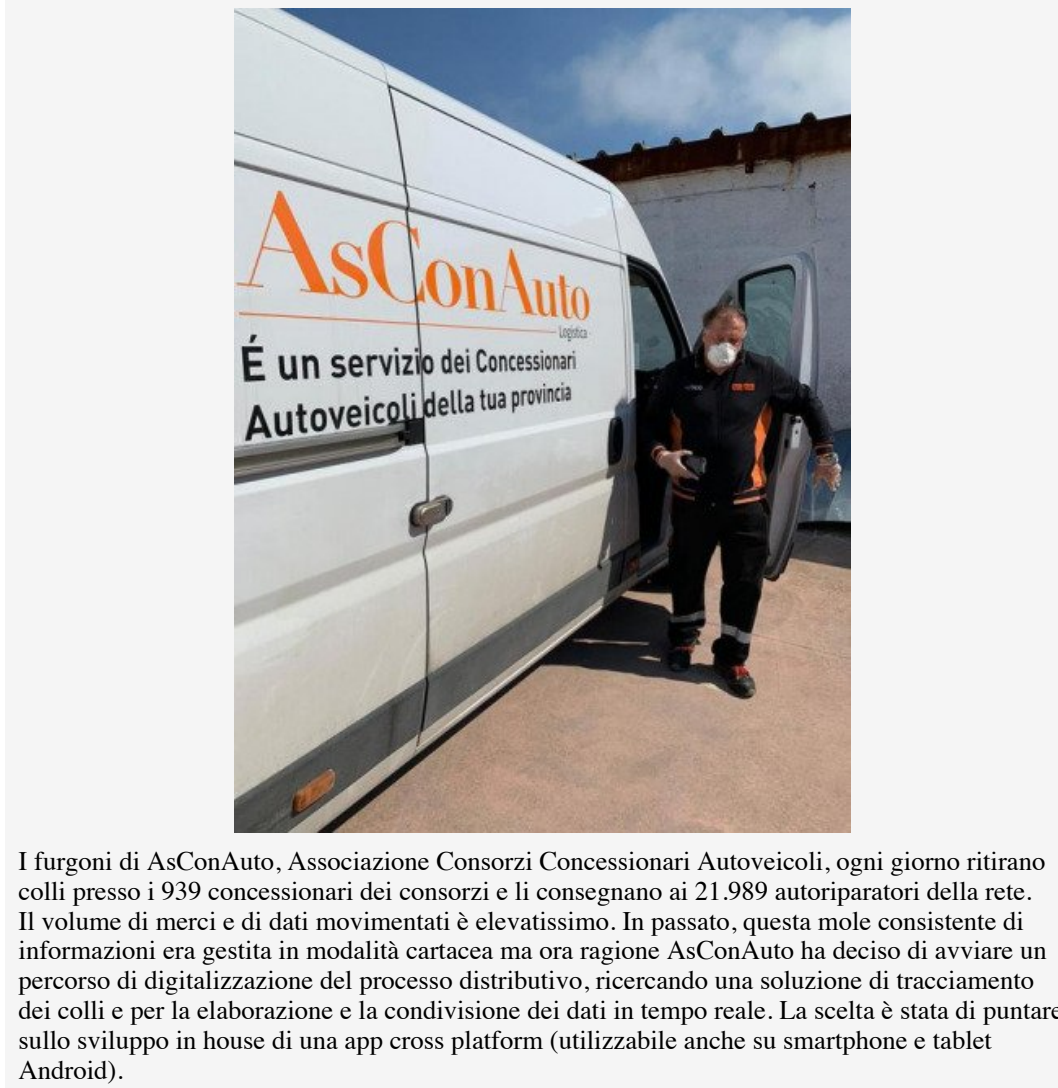 AsConAuto
Logistica
É un servizio dei Concessionari
Autoveicoli della tua provincia
I furgoni di AsConAuto, Associazione Consorzi Concessionari Autoveicoli, ogni giorno ritirano
colli presso i 939 concessionari dei consorzi e li consegnano ai 21.989 autoriparatori della rete.
Il volume di merci e di dati movimentati è elevatissimo. In passato, questa mole consistente di
informazioni era gestita in modalità cartacea ma ora ragione AsConAuto ha deciso di avviare un
percorso di digitalizzazione del processo distributivo, ricercando una soluzione di tracciamento
dei colli e per la elaborazione e la condivisione dei dati in tempo reale. La scelta è stata di puntare
sullo sviluppo in house di una app cross platform (utilizzabile anche su smartphone e tablet
Android).